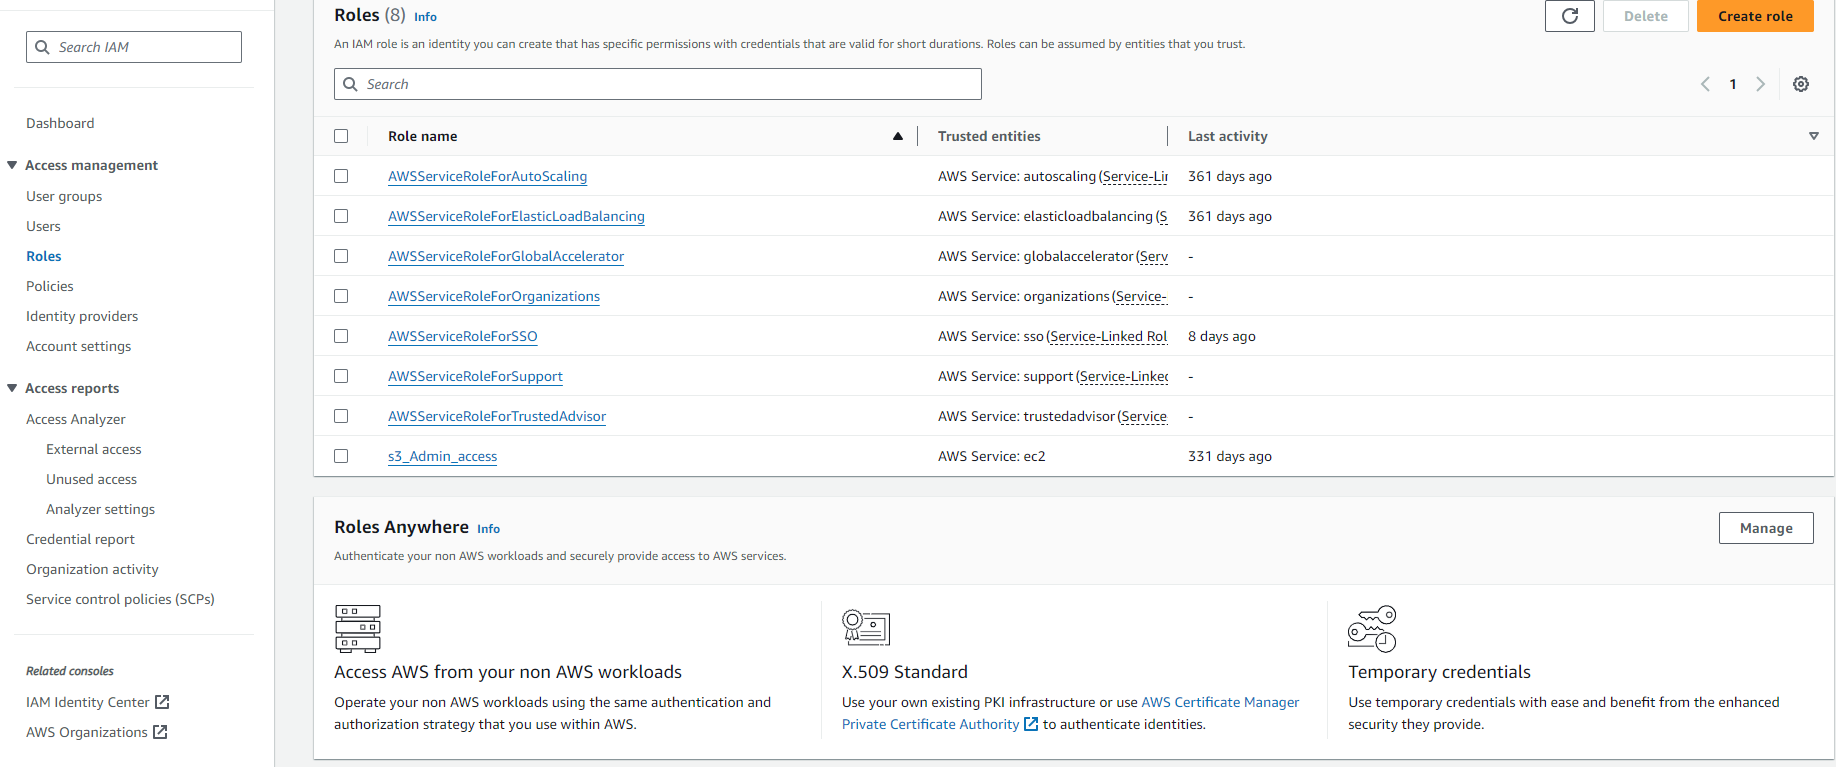 Search IAM
Dashboard
Access management
User groups
Users
Roles
Policies
Identity providers
Account settings
Access reports
Access Analyzer
External access
Unused access
Analyzer settings
Credential report
Organization activity
Service control policies (SCPs)
Related consoles
IAM Identity Center
AWS Organizations
Roles (8) Info
Delete
Create role
An IAM role is an identity you can create that has specific permissions with credentials that are valid for short durations. Roles can be assumed by entities that you trust.
Search
1
Role name Trusted entities Last activity
AWSServiceRoleForAutoScaling AWS Service: autoscaling (Service-Lin 361 days ago
AWSServiceRoleForElasticLoadBalancing AWS Service: elasticloadbalancing (S 361 days ago
AWSServiceRoleForGlobalAccelerator AWS Service: globalaccelerator (Serv -
AWSServiceRoleForOrganizations AWS Service: organizations (Service- -
AWSServiceRoleForSSO AWS Service: sso (Service-Linked Rol 8 days ago
AWSServiceRoleForSupport AWS Service: support (Service-Linked -
AWSServiceRoleForTrustedAdvisor AWS Service: trustedadvisor (Service -
s3_Admin_access AWS Service: ec2 331 days ago
Roles Anywhere Info
Manage
Authenticate your non AWS workloads and securely provide access to AWS services.
Access AWS from your non AWS workloads
Operate your non AWS workloads using the same authentication and
authorization strategy that you use within AWS.
X.509 Standard
Use your own existing PKI infrastructure or use AWS Certificate Manager
Private Certificate Authority to authenticate identities.
Temporary credentials
Use temporary credentials with ease and benefit from the enhanced
security they provide.